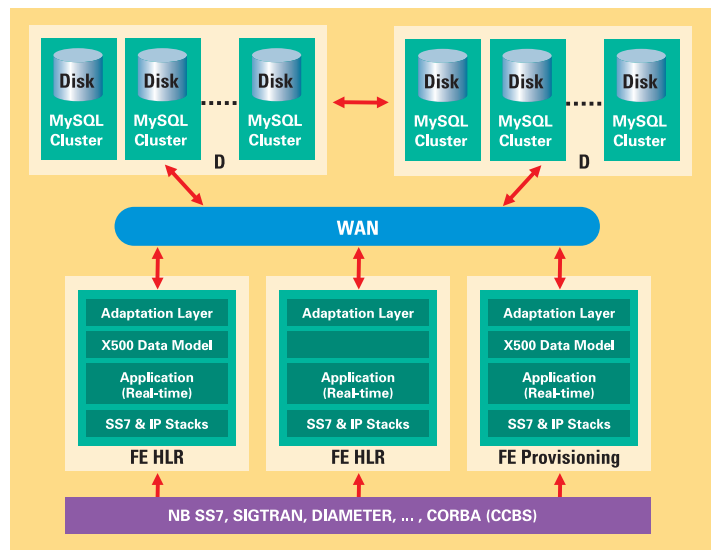 Disk
MySQL
Cluster
Disk
MySQL
Cluster
Disk
MySQL
Cluster
D
Disk
MySQL
Cluster
Disk
MySQL
Cluster
Disk
MySQL
Cluster
D
WAN
Adaptation Layer
X500 Data Model
Application
(Real-time)
SS7 & IP Stacks
FE HLR
Adaptation Layer
Application
(Real-time)
SS7 & IP Stacks
FE HLR
Adaptation Layer
X500 Data Model
Application
(Real-time)
SS7 & IP Stacks
FE Provisioning
NB SS7, SIGTRAN, DIAMETER, ... , CORBA (CCBS)